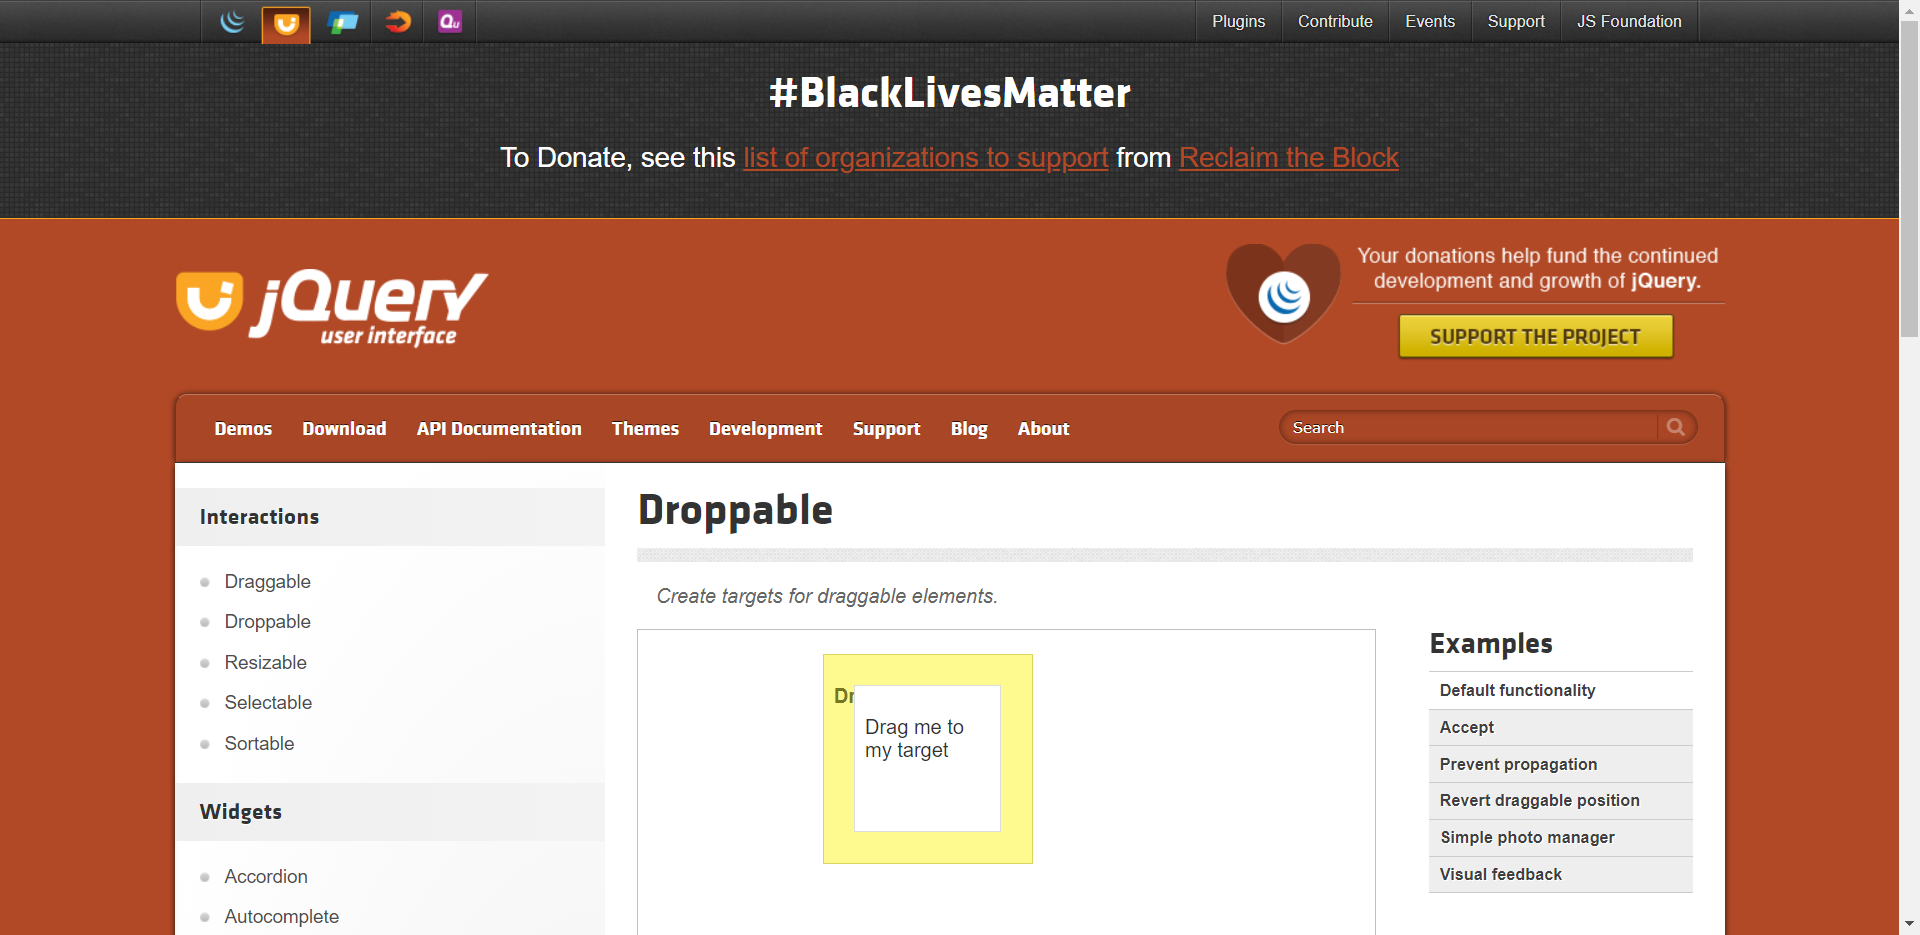 Plugins
Contribute
Events
Support
JS Foundation
#BlackLivesMatter
To Donate, see this list of organizations to support from Reclaim the Block
jQuery
user interface
Your donations help fund the continued
development and growth of jQuery.
SUPPORT THE PROJECT
Demos
Download
API Documentation
Themes
Development
Support
Blog
About
Search
Interactions
Draggable
Droppable
Resizable
Selectable
Sortable
Widgets
Accordion
Autocomplete
Droppable
Create targets for draggable elements.
Dr
Drag me to
my target
Examples
Default functionality
Accept
Prevent propagation
Revert draggable position
Simple photo manager
Visual feedback